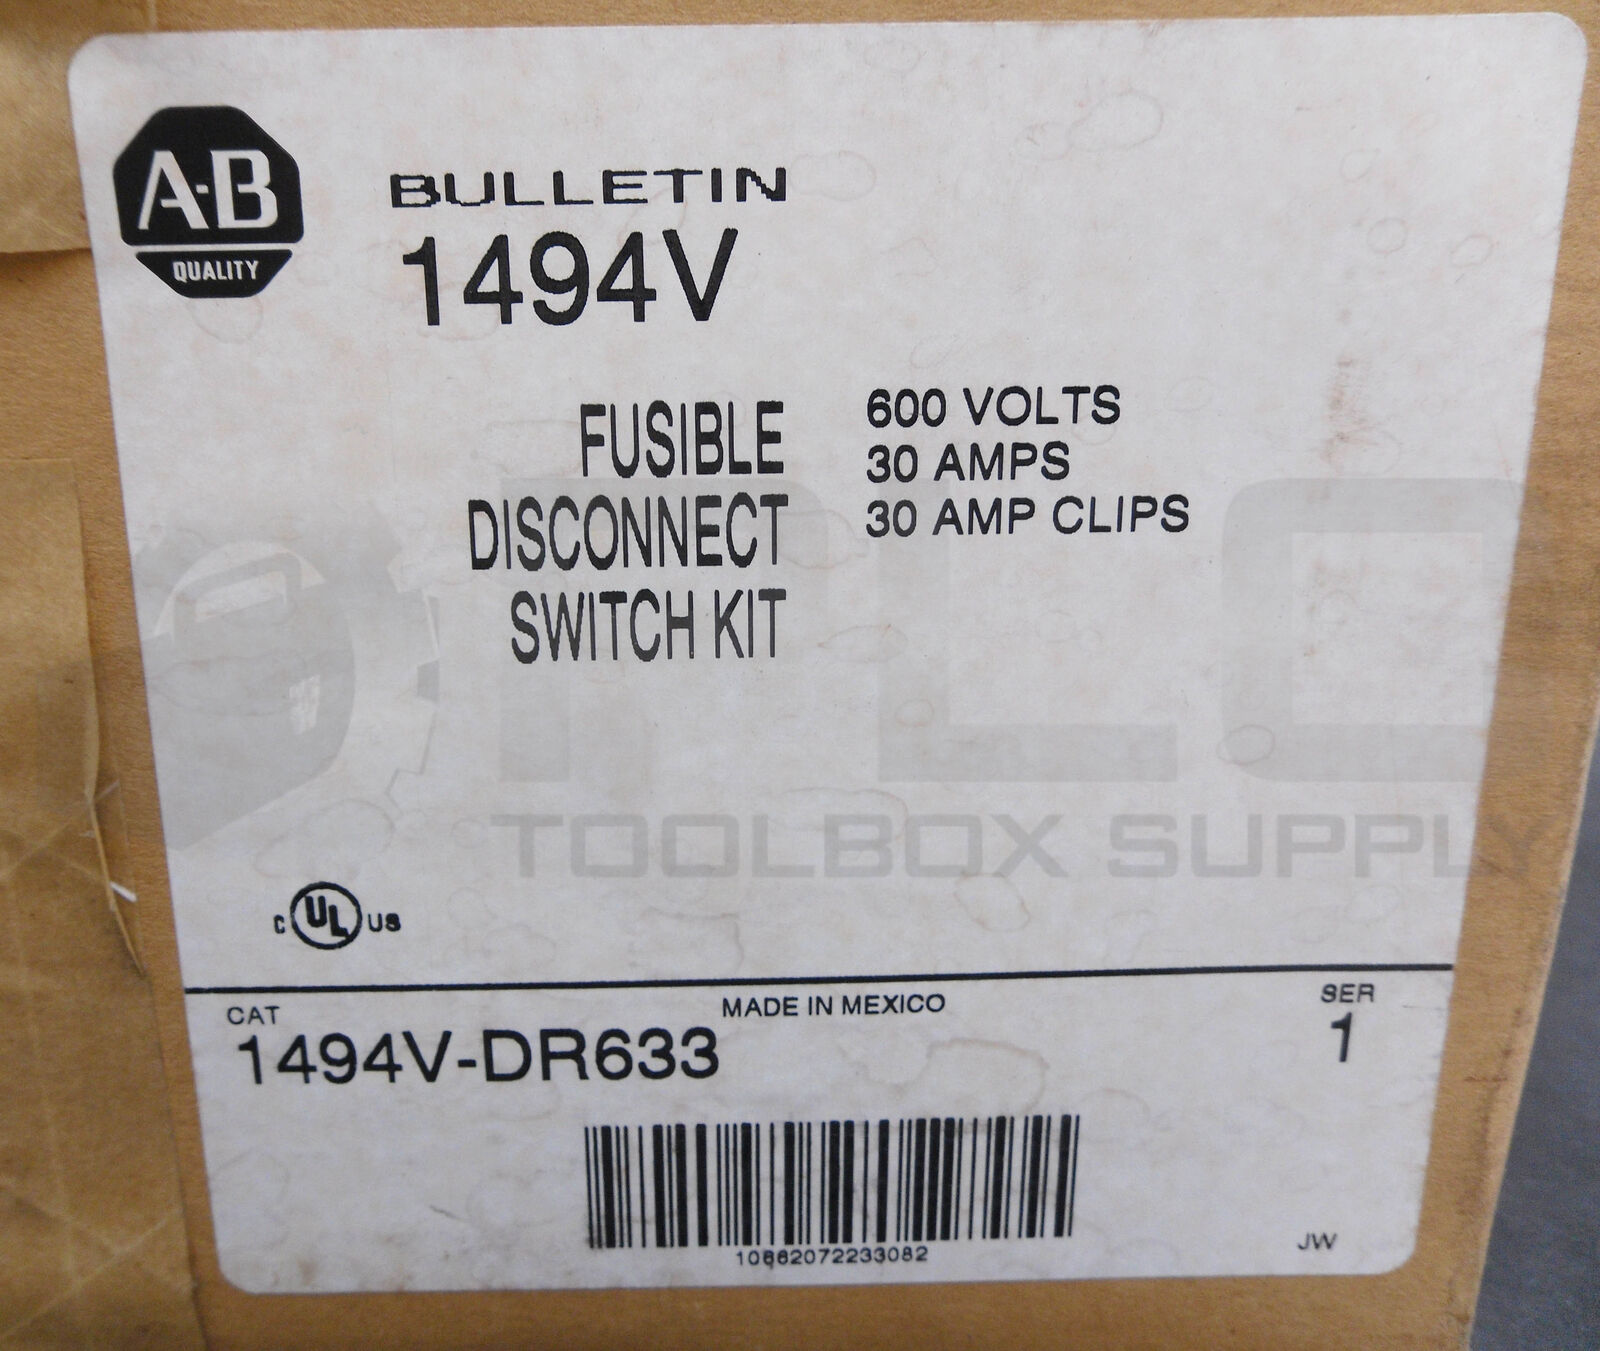 A-B
QUALITY
BULLETIN
1494V
FUSIBLE
DISCONNECT
SWITCH KIT
600 VOLTS
30 AMPS
30 AMP CLIPS
PLC
TOOLBOX SUPPLY
C UL US
CAT
1494V-DR633
MADE IN MEXICO
SER
1
10662072233082
JW